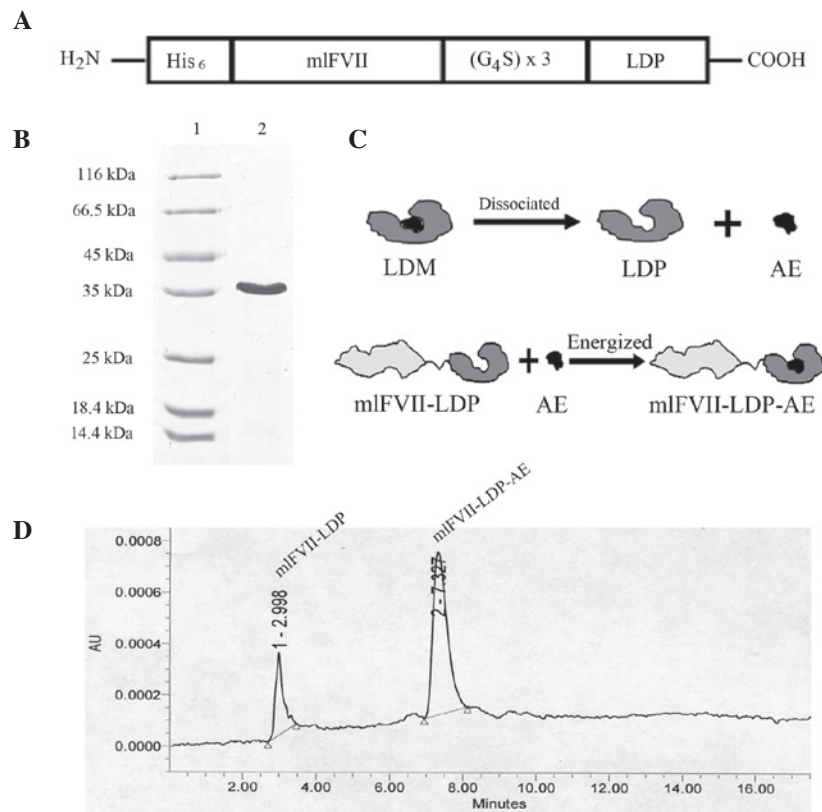 A
H₂N
His ₆
mlFVII
(G₄S) x 3
LDP
COOH
B
1 2
116 kDa
66.5 kDa
45 kDa
35 kDa
25 kDa
18.4 kDa
14.4 kDa
C
Dissociated
+
LDM
LDP
AE
Energized
+
mlFVII-LDP
AE
mlFVII-LDP-AE
D
mlFVII-LDP
mlFVII-LDP-AE
1 - 2.998
2 - 7.327
AU
0.0008
0.0006
0.0004
0.0002
0.0000
2.00 4.00 6.00 8.00 10.00 12.00 14.00 16.00
Minutes